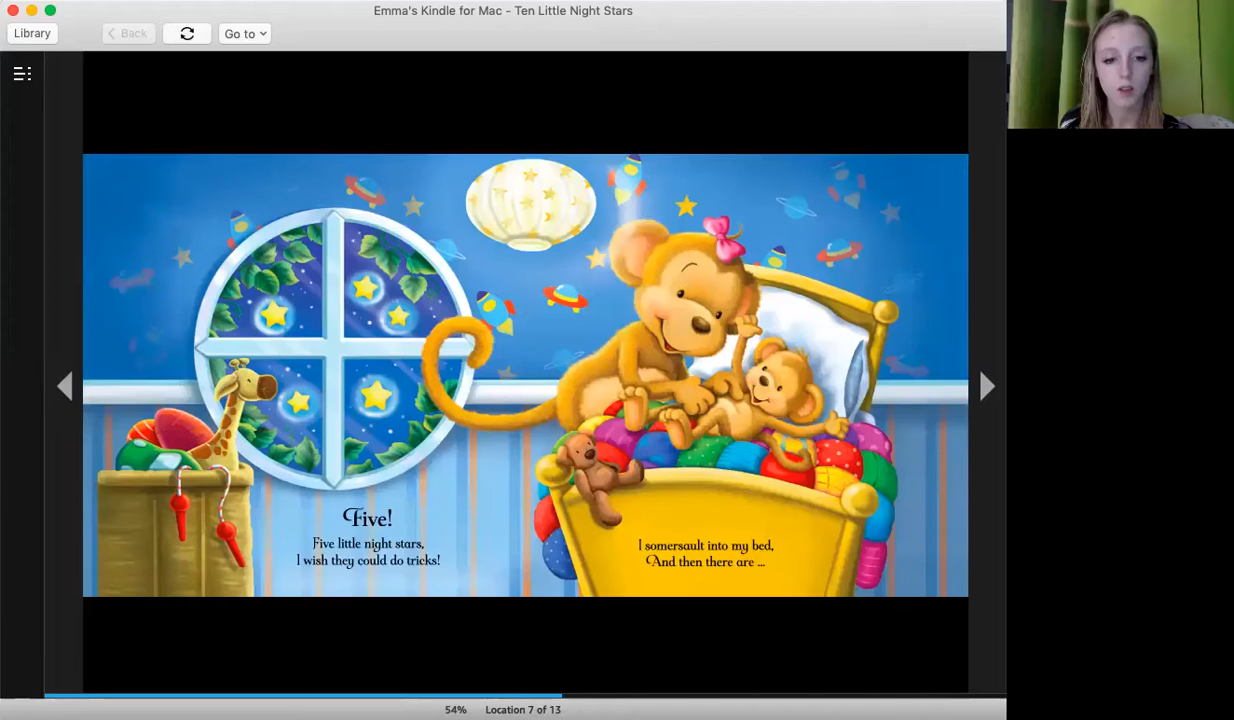 Emma's Kindle for Mac - Ten Little Night Stars
Library
Back
Go to
Five!
Five little night stars,
I wish they could do tricks!
I somersault into my bed,
And then there are ...
54%
Location 7 of 13